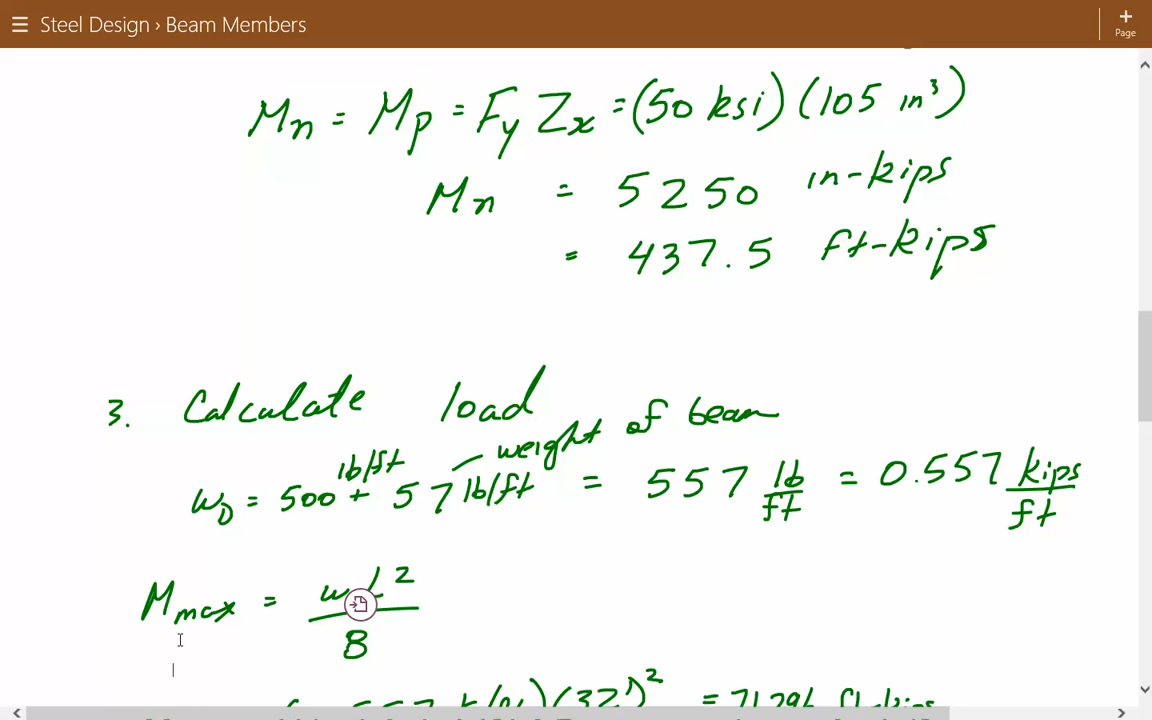 Steel Design › Beam Members
Page
Mn = Mp = Fy Zx = (50 ksi) (105 in³)
Mn = 5250 in-kips
= 437.5 ft-kips
3. Calculate load
weight of beam
wD = 500 lb/ft + 57 lb/ft = 557 lb/ft = 0.557 kips/ft
Mmax = wL²/8